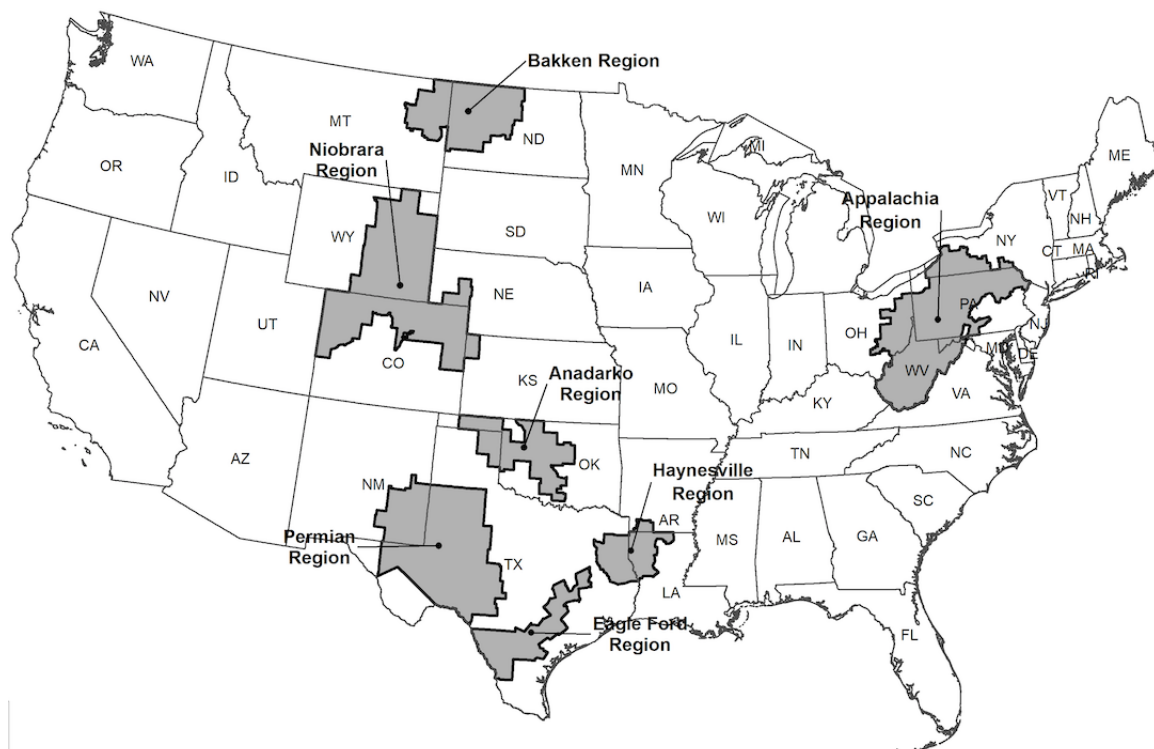 WA
Bakken Region
MT
ND
OR
ID
Niobrara
Region
MN
MI
ME
WI
VT
NH
Appalachia
Region
WY
SD
NY
CT
MA
RI
NV
NE
IA
PA
NJ
UT
CA
CO
IL
IN
OH
MD
DE
WV
KS
Anadarko
Region
MO
VA
KY
AZ
NM
OK
TN
NC
Haynesville
Region
AR
SC
Permian
Region
TX
MS
AL
GA
LA
Eagle Ford
Region
FL